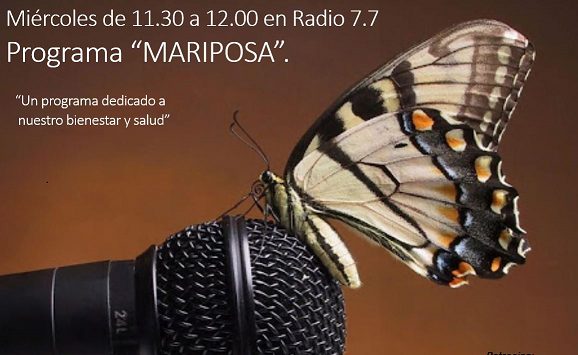 Miércoles de 11.30 a 12.00 en Radio 7.7
Programa “MARIPOSA”.
“Un programa dedicado a
nuestro bienestar y salud”